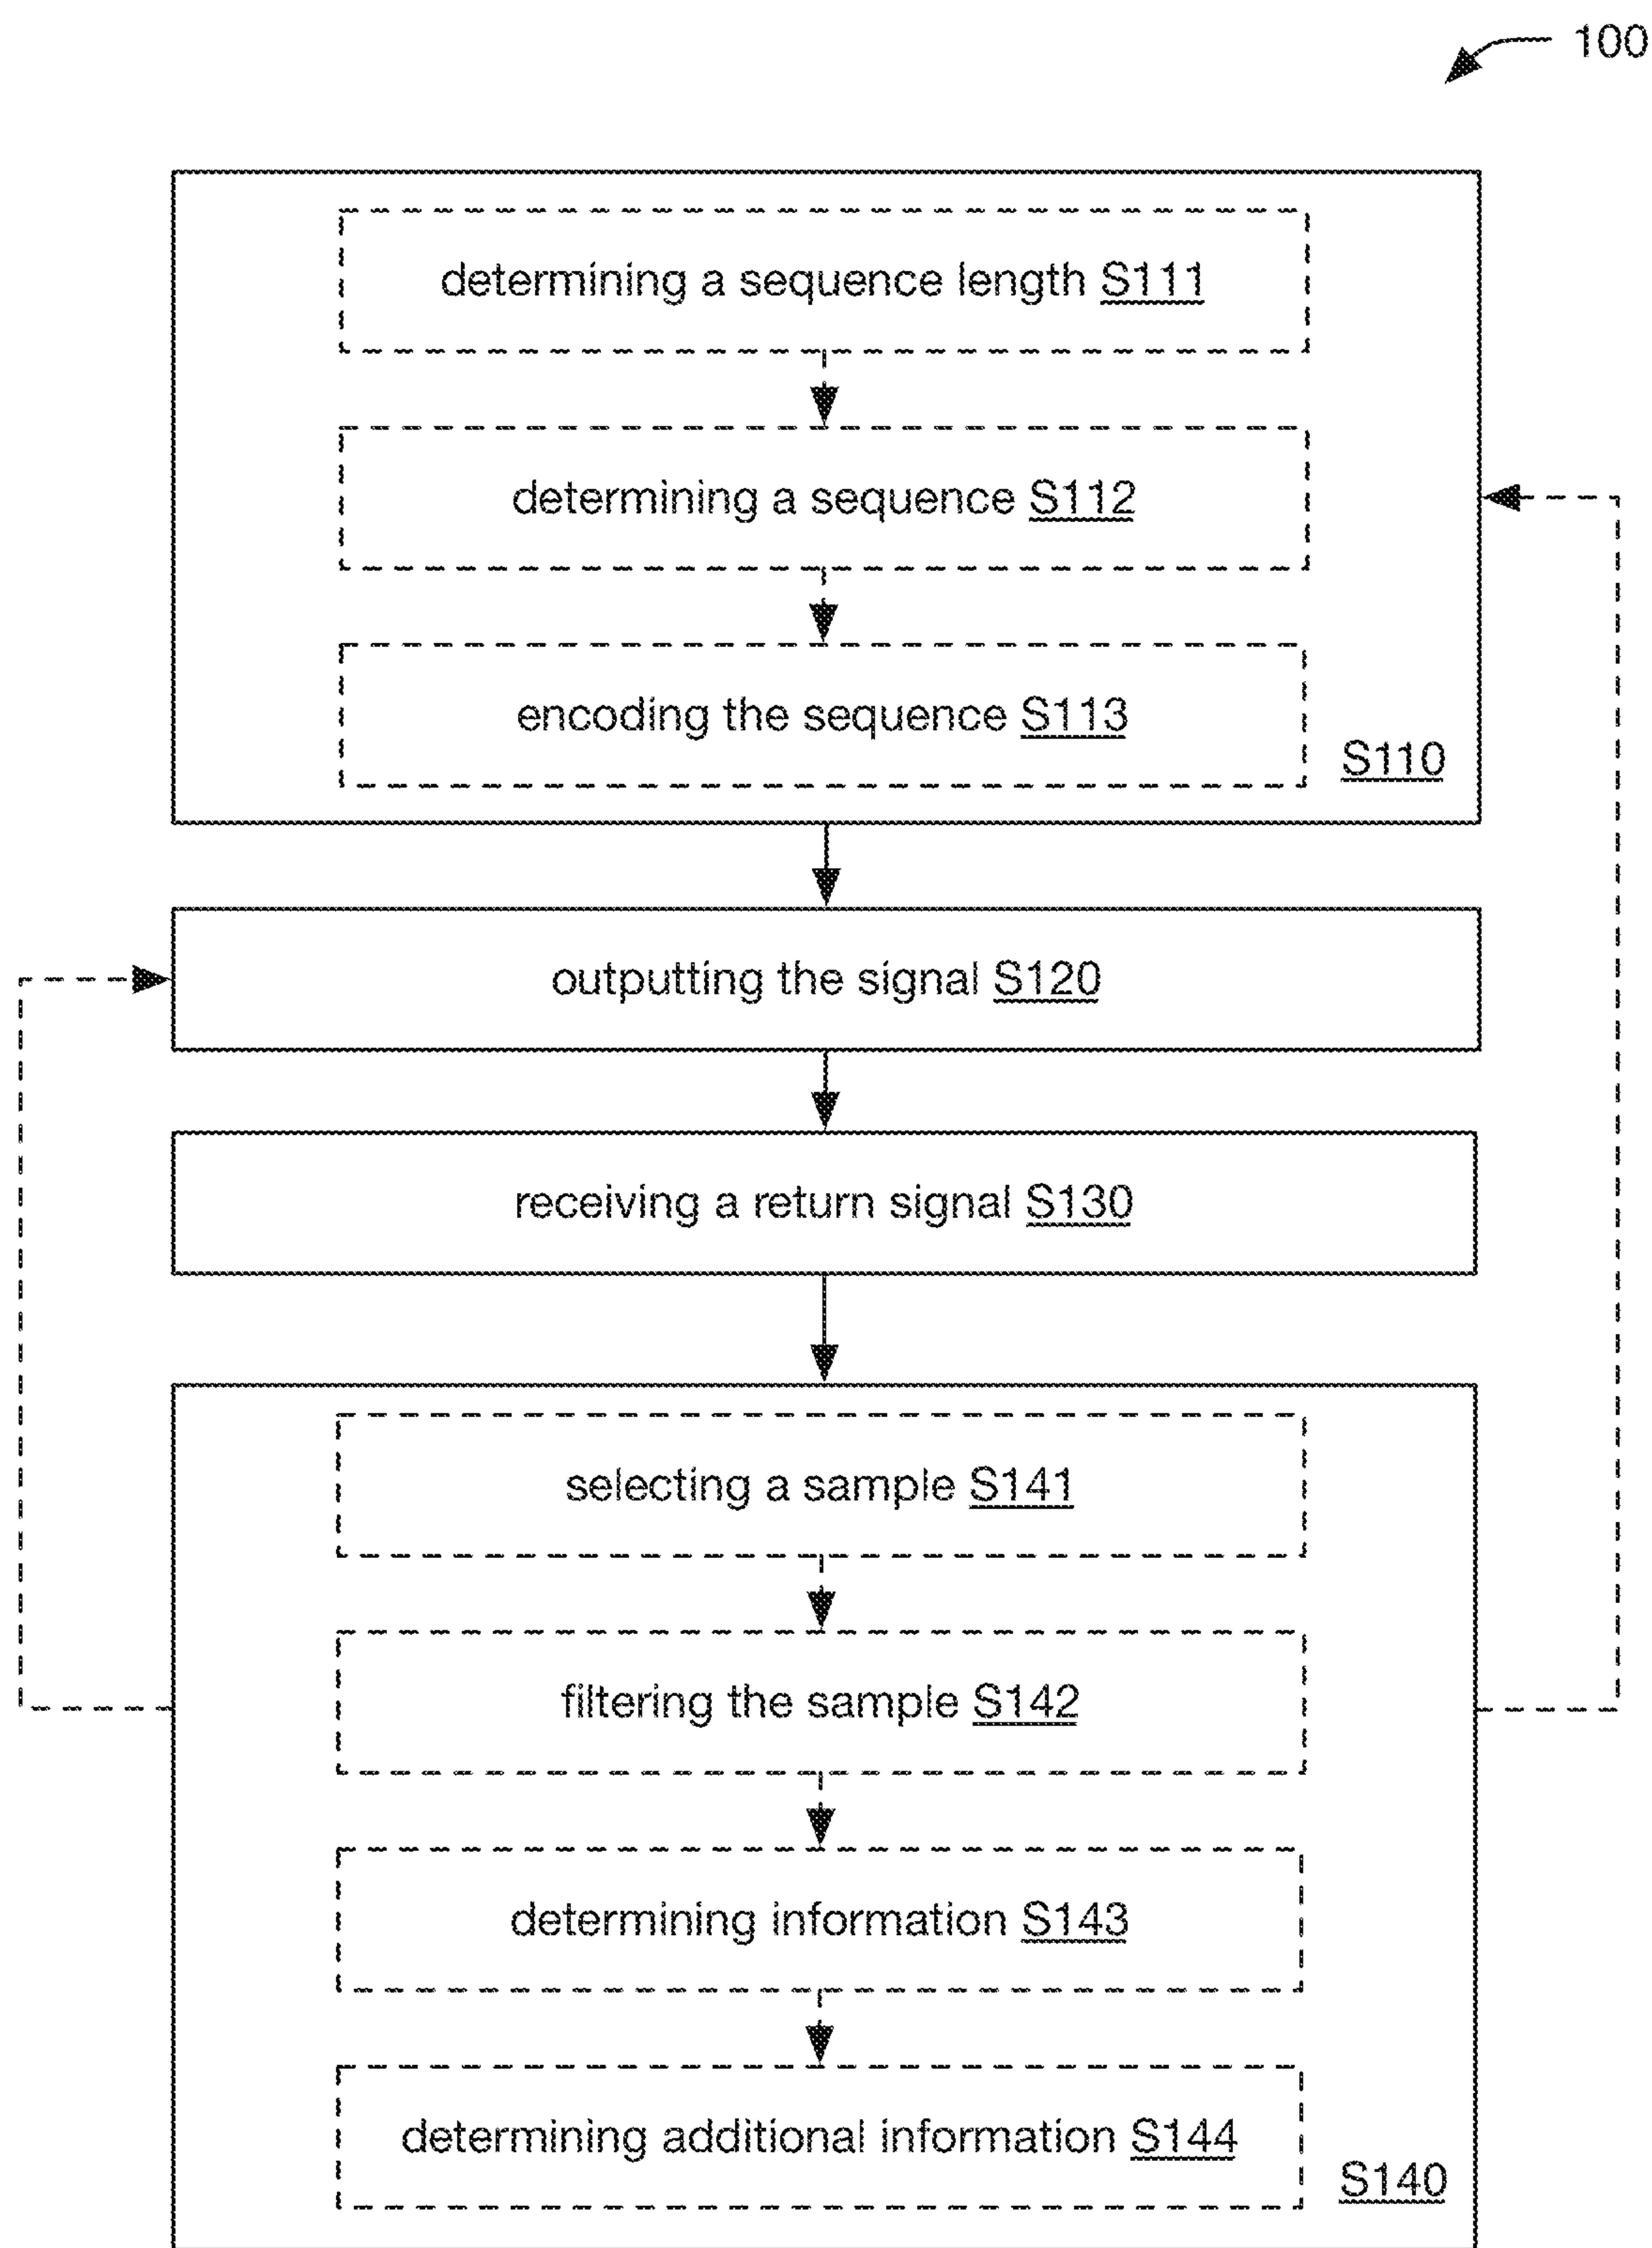 100
determining a sequence length S111
determining a sequence S112
encoding the sequence S113
S110
outputting the signal S120
receiving a return signal S130
selecting a sample S141
filtering the sample S142
determining information S143
determining additional information S144
S140